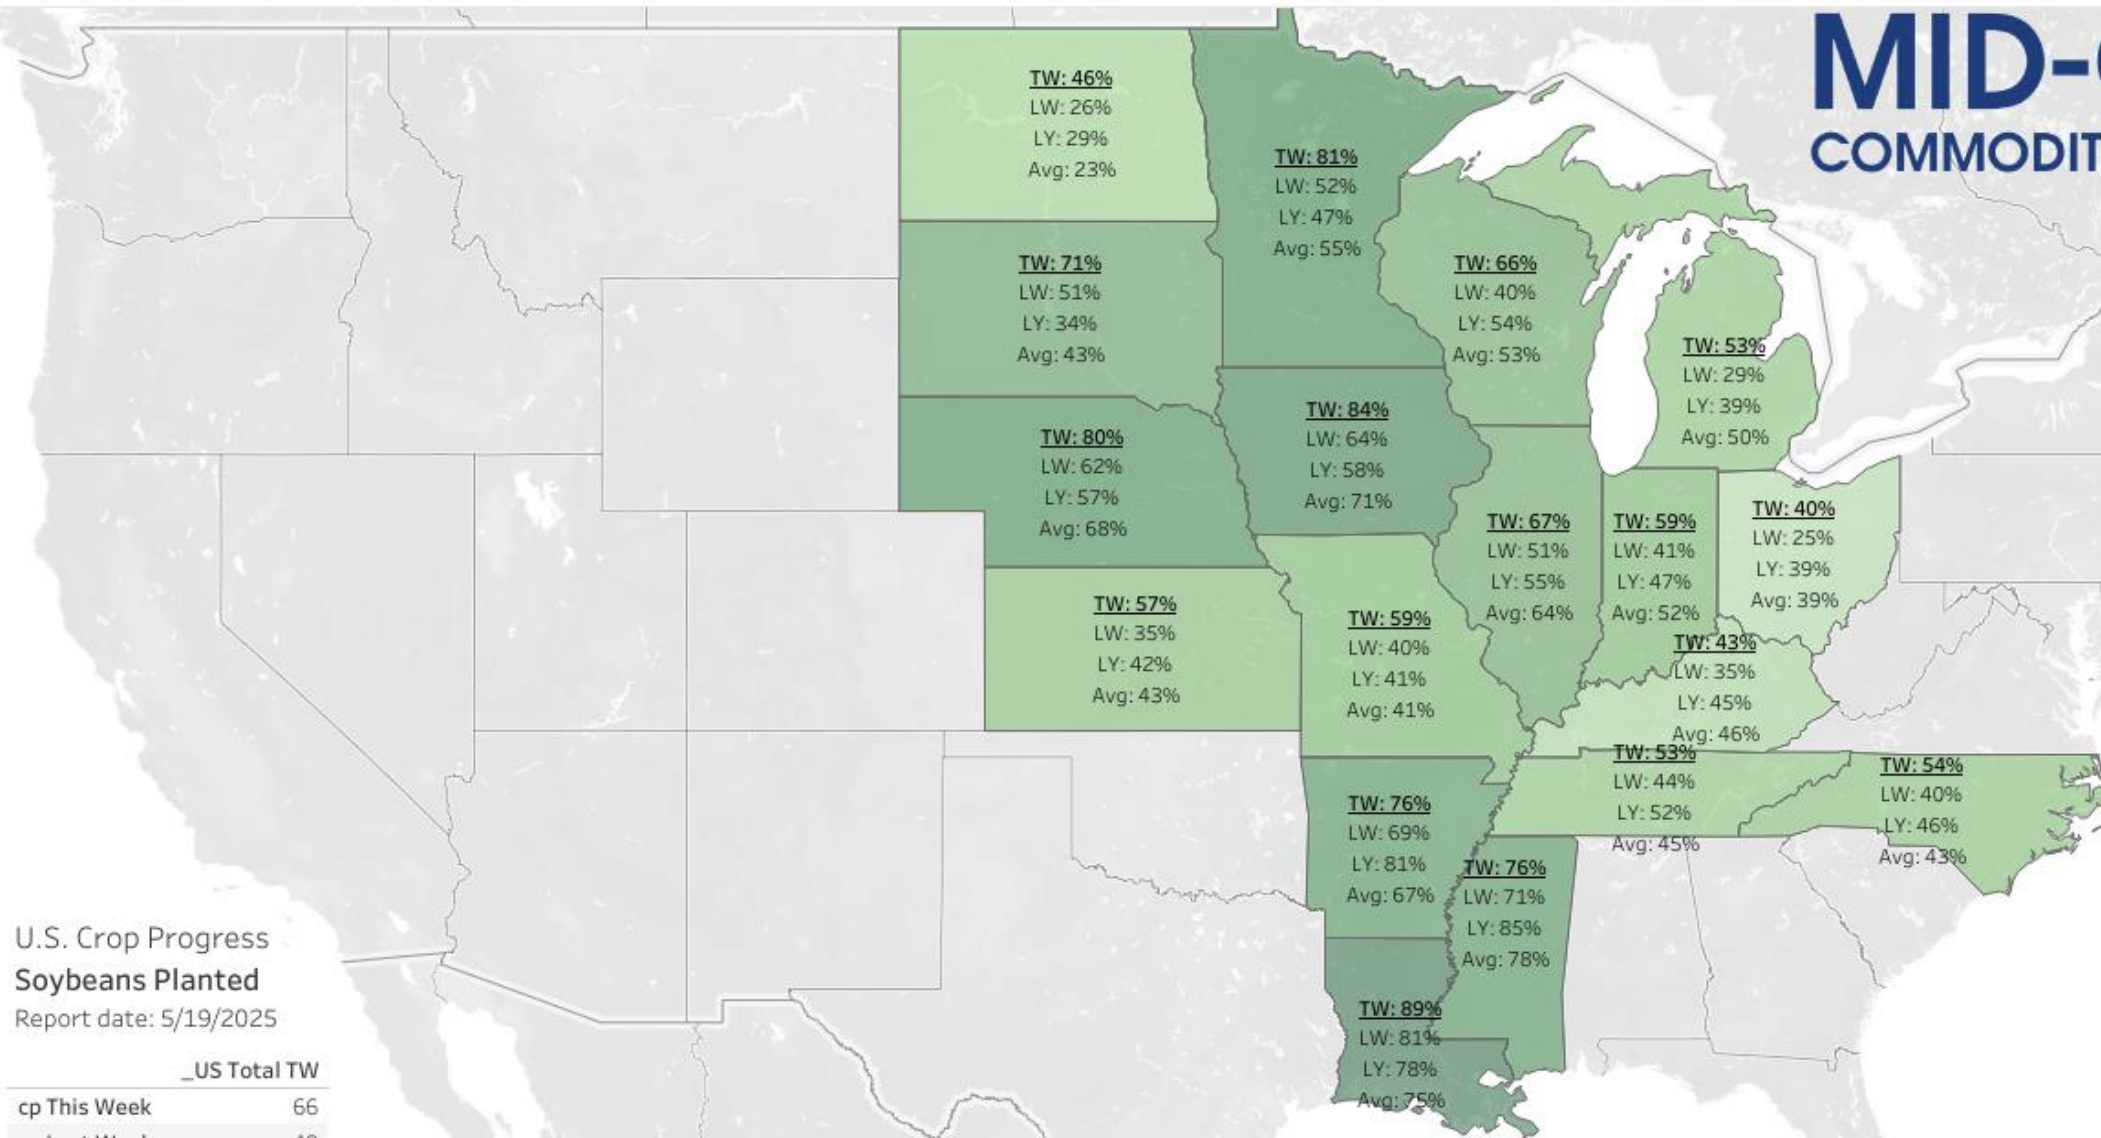 MID-
COMMODIT
TW: 46%
LW: 26%
LY: 29%
Avg: 23%
TW: 81%
LW: 52%
LY: 47%
Avg: 55%
TW: 71%
LW: 51%
LY: 34%
Avg: 43%
TW: 66%
LW: 40%
LY: 54%
Avg: 53%
TW: 53%
LW: 29%
LY: 39%
Avg: 50%
TW: 80%
LW: 62%
LY: 57%
Avg: 68%
TW: 84%
LW: 64%
LY: 58%
Avg: 71%
TW: 67%
LW: 51%
LY: 55%
Avg: 64%
TW: 59%
LW: 41%
LY: 47%
Avg: 52%
TW: 40%
LW: 25%
LY: 39%
Avg: 39%
TW: 57%
LW: 35%
LY: 42%
Avg: 43%
TW: 59%
LW: 40%
LY: 41%
Avg: 41%
TW: 43%
LW: 35%
LY: 45%
Avg: 46%
TW: 53%
LW: 44%
LY: 52%
Avg: 45%
TW: 54%
LW: 40%
LY: 46%
Avg: 43%
TW: 76%
LW: 69%
LY: 81%
Avg: 67%
TW: 76%
LW: 71%
LY: 85%
Avg: 78%
TW: 89%
LW: 81%
LY: 78%
Avg: 75%
U.S. Crop Progress
Soybeans Planted
Report date: 5/19/2025
_US Total TW
cp This Week 66